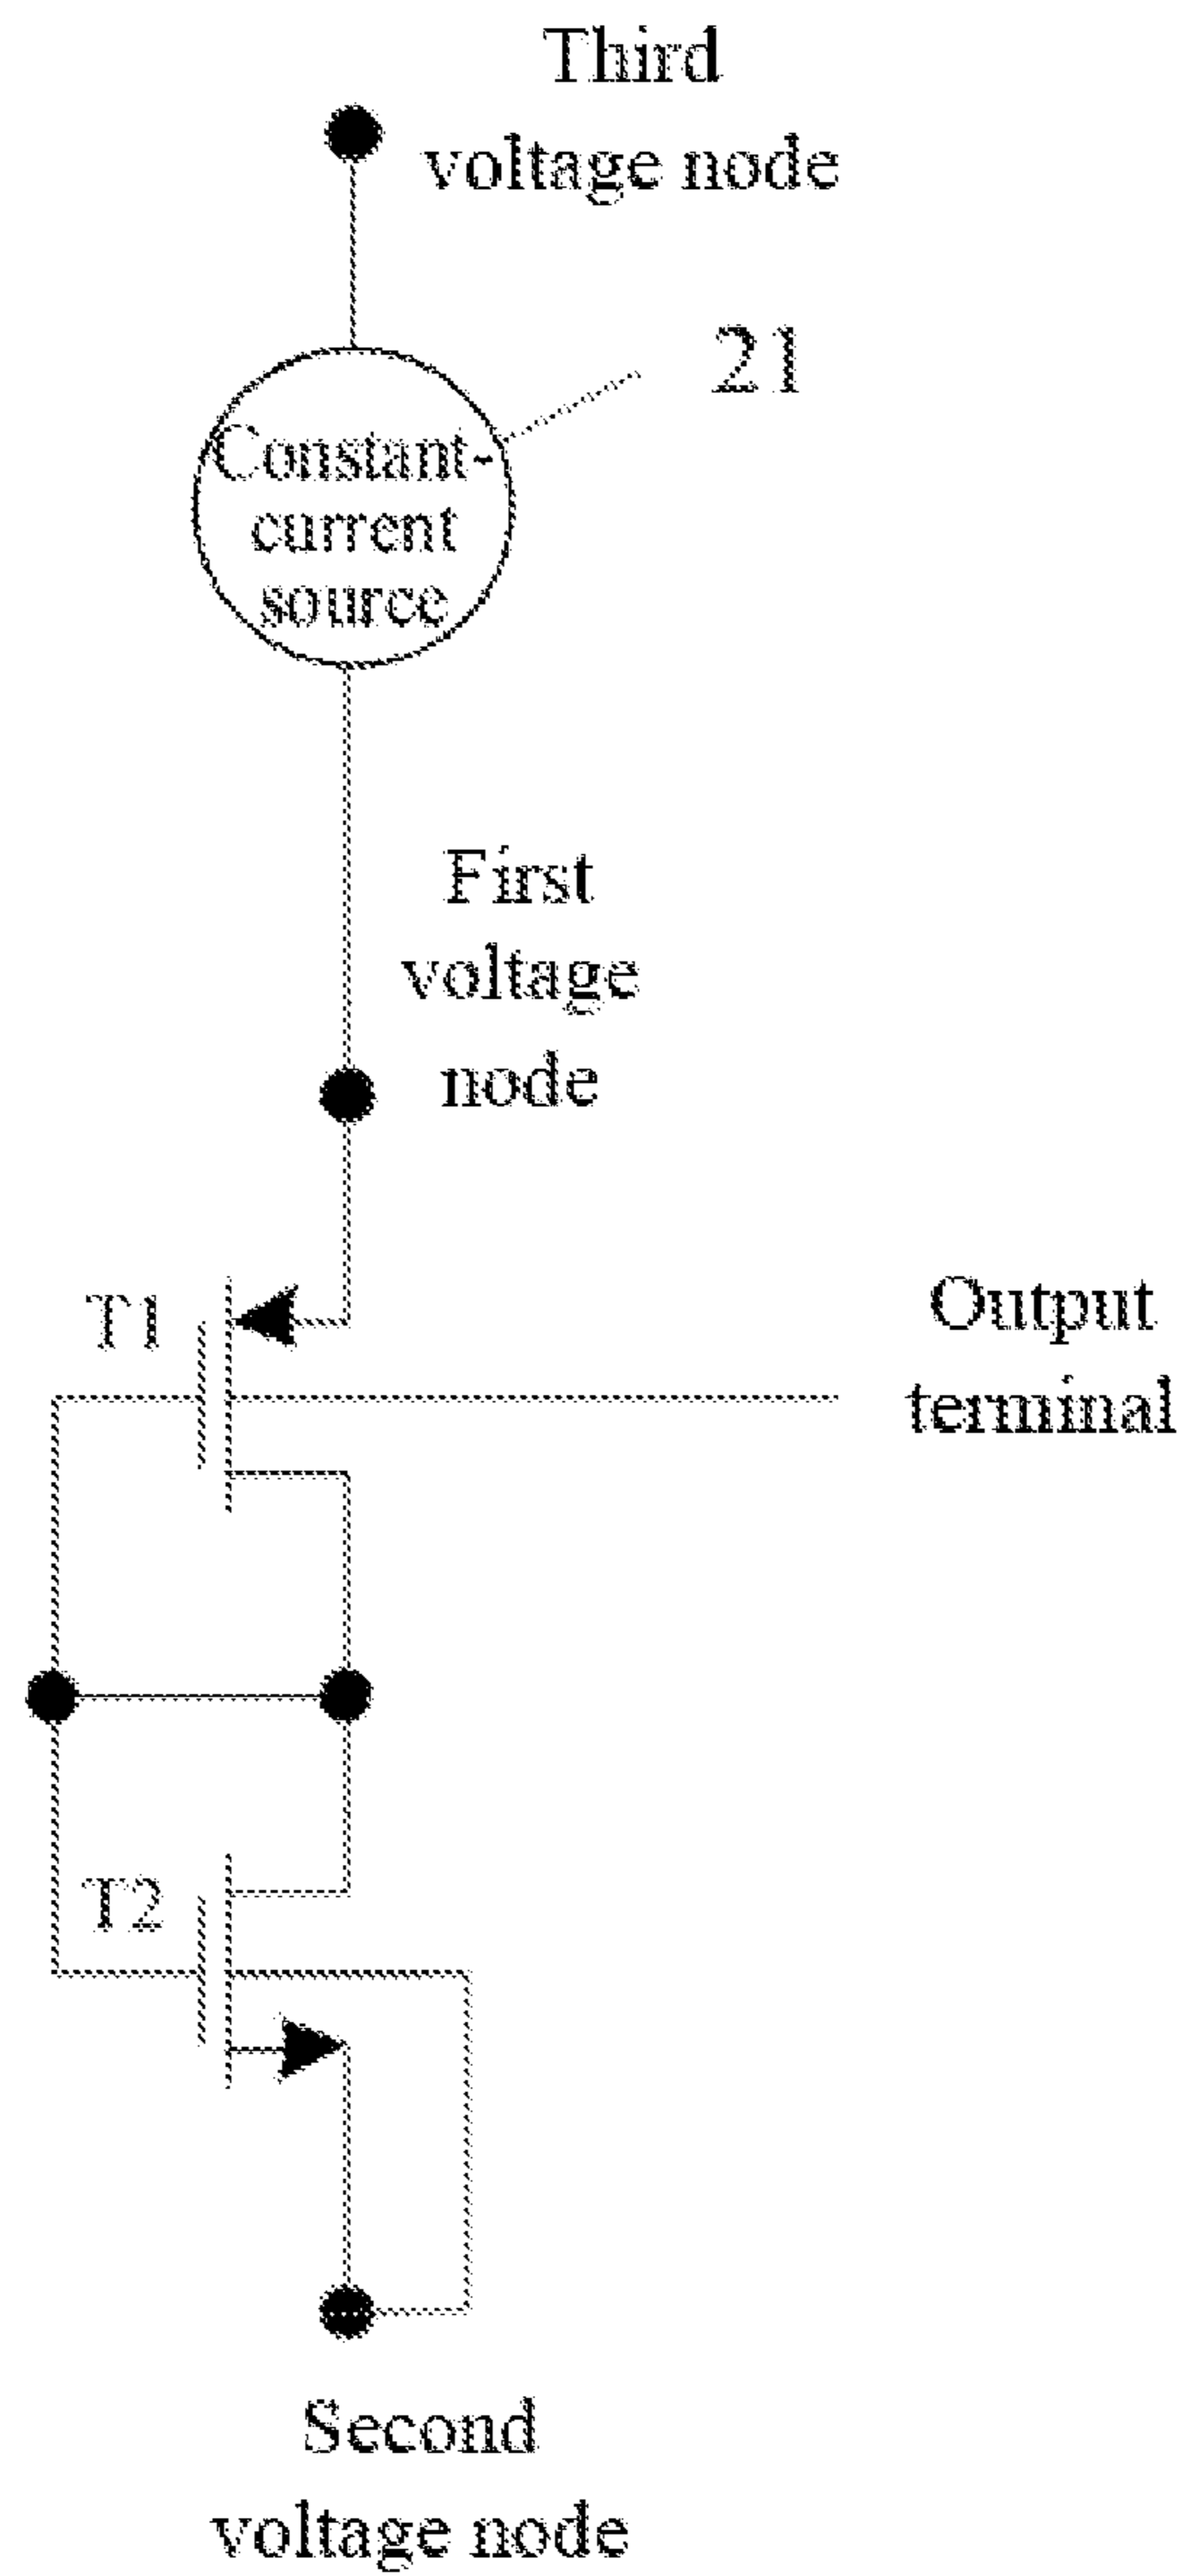 Third
voltage node
21
Constant-
current
source
First
voltage
node
T1
Output
terminal
T2
Second
voltage node